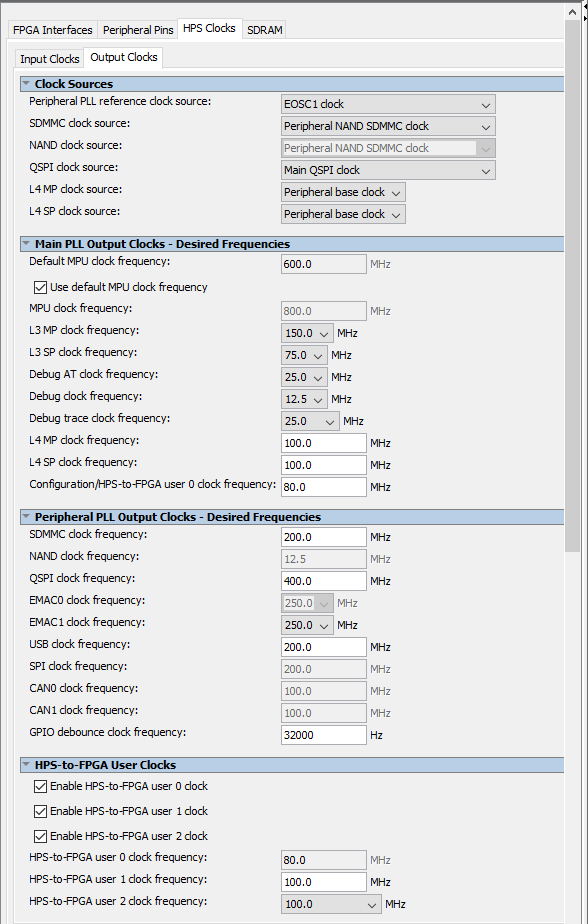 FPGA Interfaces Peripheral Pins HPS Clocks SDRAM
Input Clocks Output Clocks
Clock Sources
Peripheral PLL reference clock source: EOSC1 clock
SDMMC clock source: Peripheral NAND SDMMC clock
NAND clock source: Peripheral NAND SDMMC clock
QSPI clock source: Main QSPI clock
L4 MP clock source: Peripheral base clock
L4 SP clock source: Peripheral base clock
Main PLL Output Clocks - Desired Frequencies
Default MPU clock frequency: 600.0 MHz
Use default MPU clock frequency
MPU clock frequency: 800.0 MHz
L3 MP clock frequency: 150.0 MHz
L3 SP clock frequency: 75.0 MHz
Debug AT clock frequency: 25.0 MHz
Debug clock frequency: 12.5 MHz
Debug trace clock frequency: 25.0 MHz
L4 MP clock frequency: 100.0 MHz
L4 SP clock frequency: 100.0 MHz
Configuration/HPS-to-FPGA user 0 clock frequency: 80.0 MHz
Peripheral PLL Output Clocks - Desired Frequencies
SDMMC clock frequency: 200.0 MHz
NAND clock frequency: 12.5 MHz
QSPI clock frequency: 400.0 MHz
EMAC0 clock frequency: 250.0 MHz
EMAC1 clock frequency: 250.0 MHz
USB clock frequency: 200.0 MHz
SPI clock frequency: 200.0 MHz
CAN0 clock frequency: 100.0 MHz
CAN1 clock frequency: 100.0 MHz
GPIO debounce clock frequency: 32000 Hz
HPS-to-FPGA User Clocks
Enable HPS-to-FPGA user 0 clock
Enable HPS-to-FPGA user 1 clock
Enable HPS-to-FPGA user 2 clock
HPS-to-FPGA user 0 clock frequency: 80.0 MHz
HPS-to-FPGA user 1 clock frequency: 100.0 MHz
HPS-to-FPGA user 2 clock frequency: 100.0 MHz